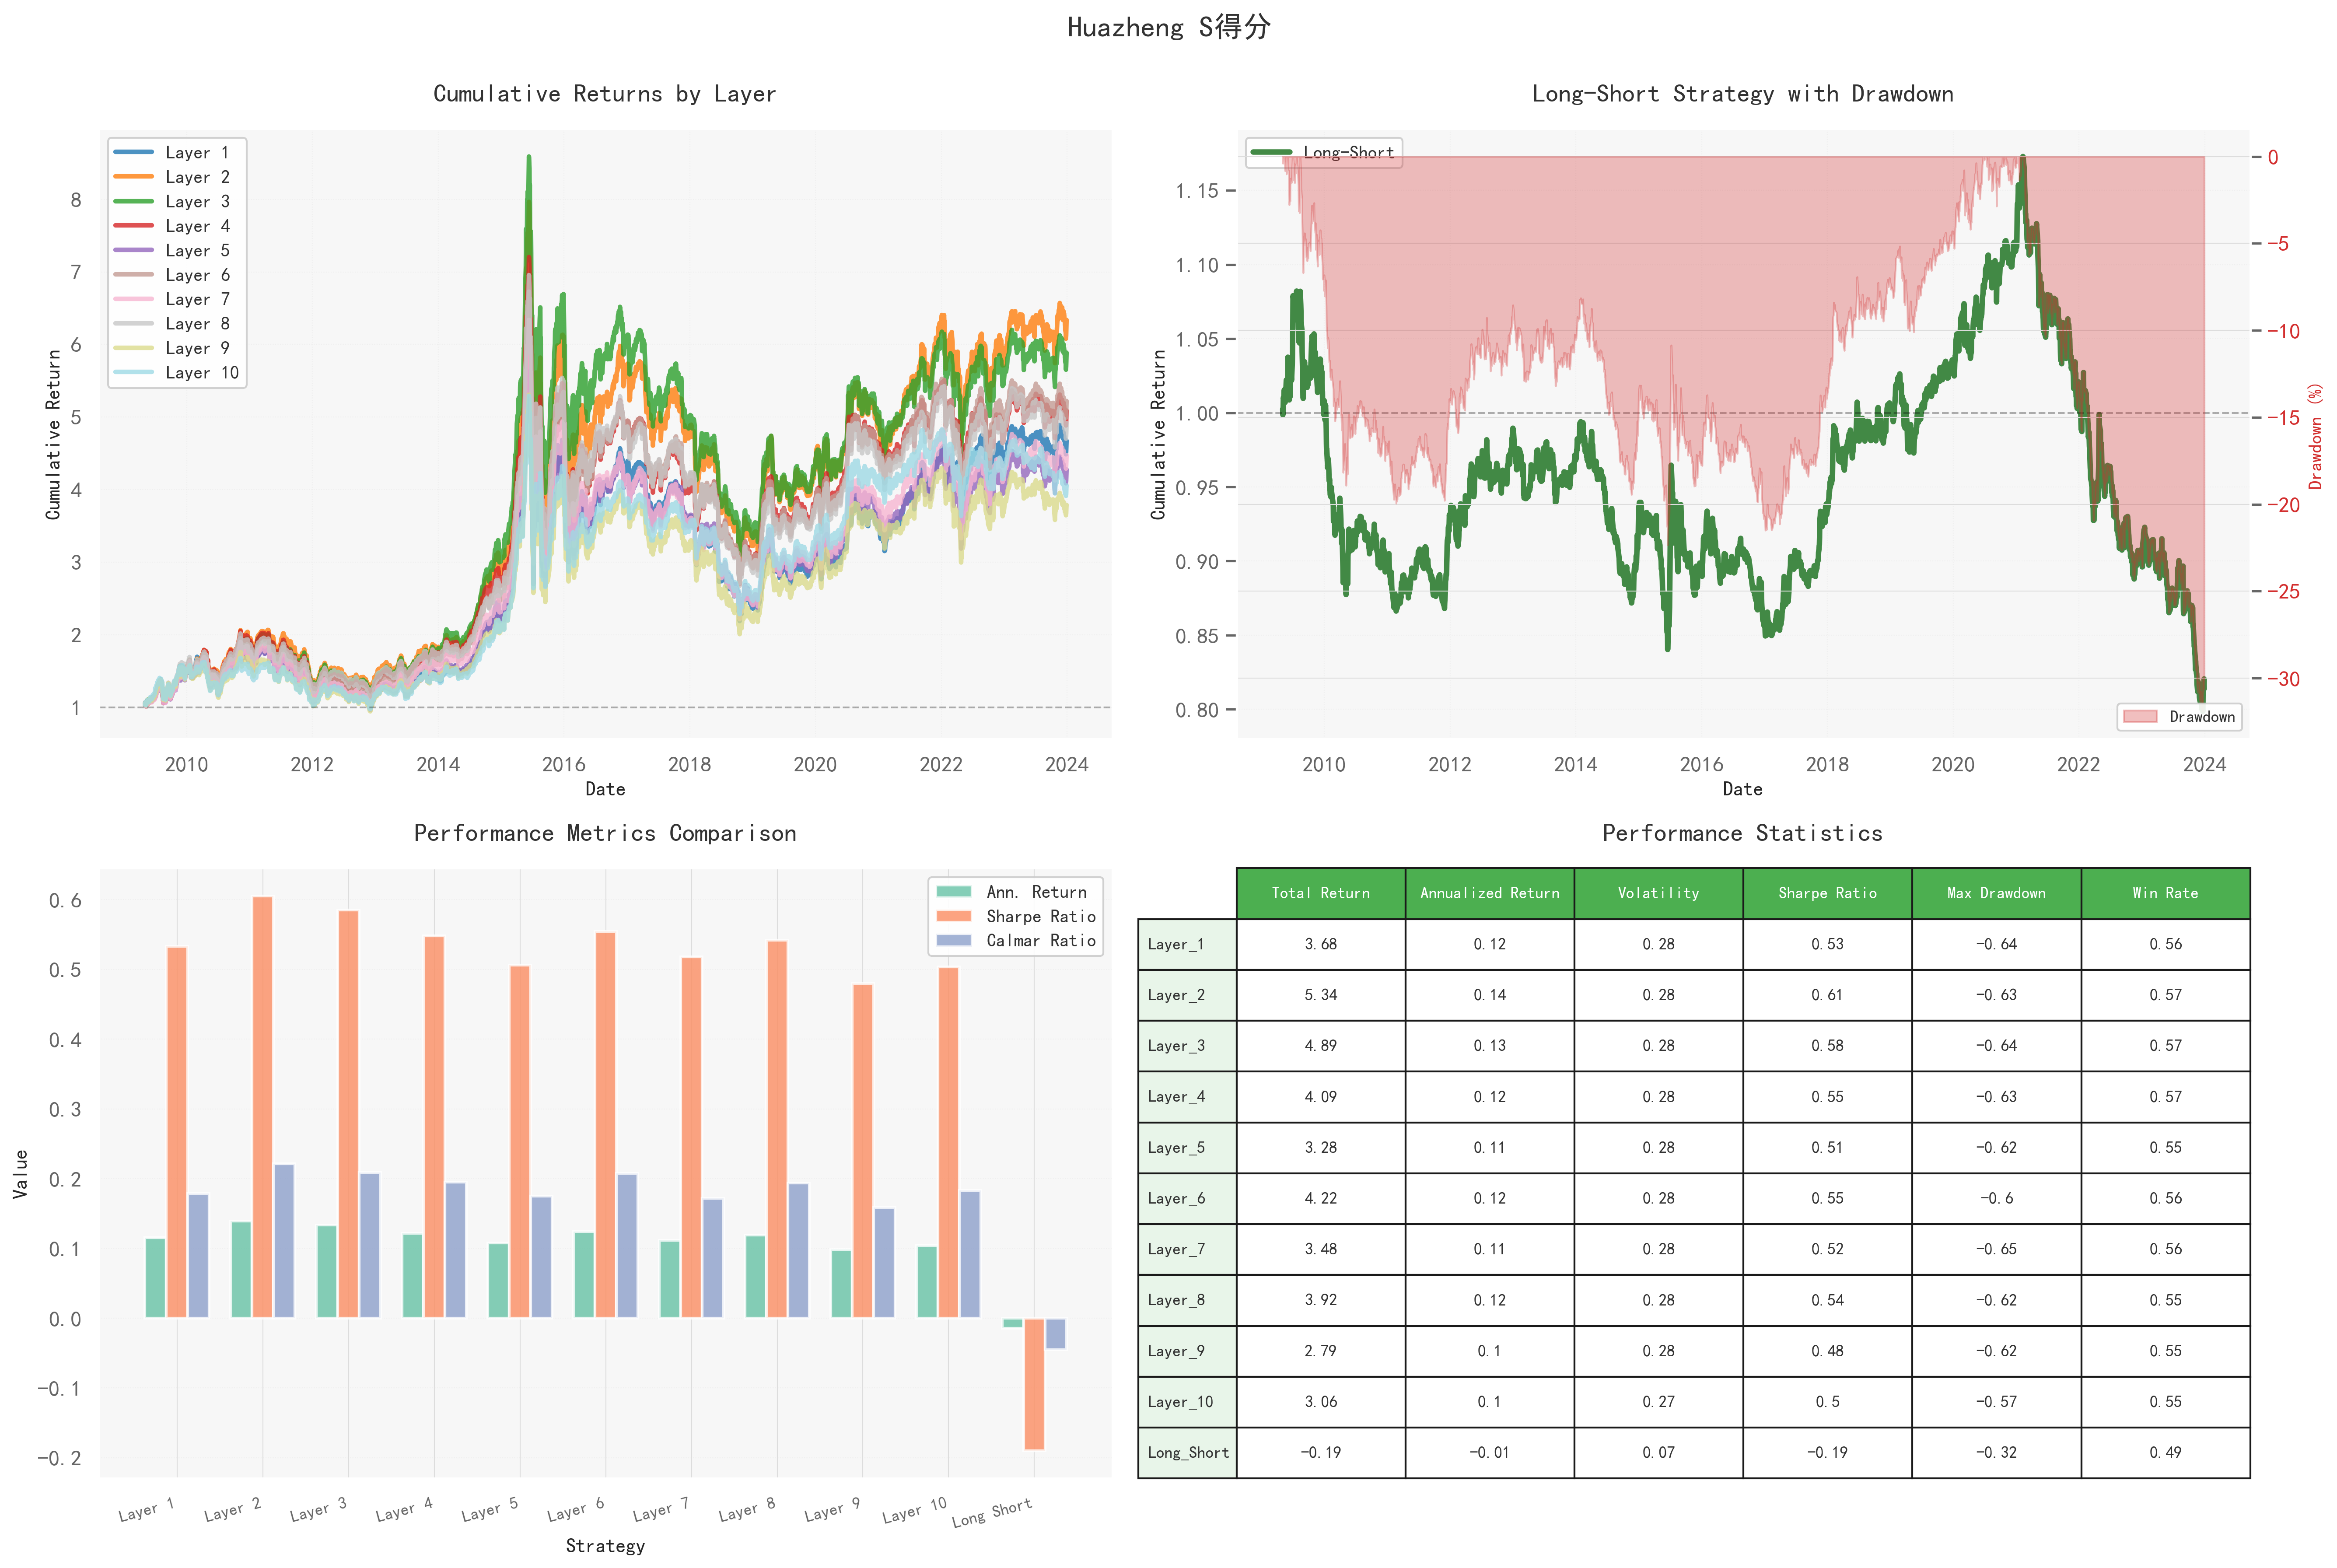 Huazheng S得分
Cumulative Returns by Layer
Layer 1
Layer 2
Layer 3
Layer 4
Layer 5
Layer 6
Layer 7
Layer 8
Layer 9
Layer 10
8
7
6
5
4
3
2
1
Cumulative Return
2010 2012 2014 2016 2018 2020 2022 2024
Date
Long-Short Strategy with Drawdown
Long-Short
1.15
1.10
1.05
1.00
0.95
0.90
0.85
0.80
Cumulative Return
0
-5
-10
-15
-20
-25
-30
Drawdown (%)
Drawdown
2010 2012 2014 2016 2018 2020 2022 2024
Date
Performance Metrics Comparison
Ann. Return
Sharpe Ratio
Calmar Ratio
0.6
0.5
0.4
0.3
0.2
0.1
0.0
-0.1
-0.2
Value
Layer 1 Layer 2 Layer 3 Layer 4 Layer 5 Layer 6 Layer 7 Layer 8 Layer 9 Layer 10 Long Short
Strategy
Performance Statistics
Total Return Annualized Return Volatility Sharpe Ratio Max Drawdown Win Rate
Layer_1 3.68 0.12 0.28 0.53 -0.64 0.56
Layer_2 5.34 0.14 0.28 0.61 -0.63 0.57
Layer_3 4.89 0.13 0.28 0.58 -0.64 0.57
Layer_4 4.09 0.12 0.28 0.55 -0.63 0.57
Layer_5 3.28 0.11 0.28 0.51 -0.62 0.55
Layer_6 4.22 0.12 0.28 0.55 -0.6 0.56
Layer_7 3.48 0.11 0.28 0.52 -0.65 0.56
Layer_8 3.92 0.12 0.28 0.54 -0.62 0.55
Layer_9 2.79 0.1 0.28 0.48 -0.62 0.55
Layer_10 3.06 0.1 0.27 0.5 -0.57 0.55
Long_Short -0.19 -0.01 0.07 -0.19 -0.32 0.49